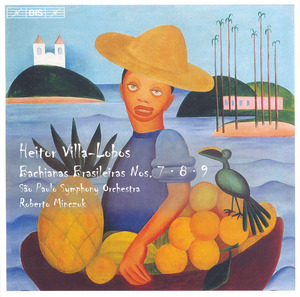 BIS
Heitor Villa-Lobos
Bachianas Brasileiras Nos. 7 · 8 · 9
São Paulo Symphony Orchestra
Roberto Minczuk